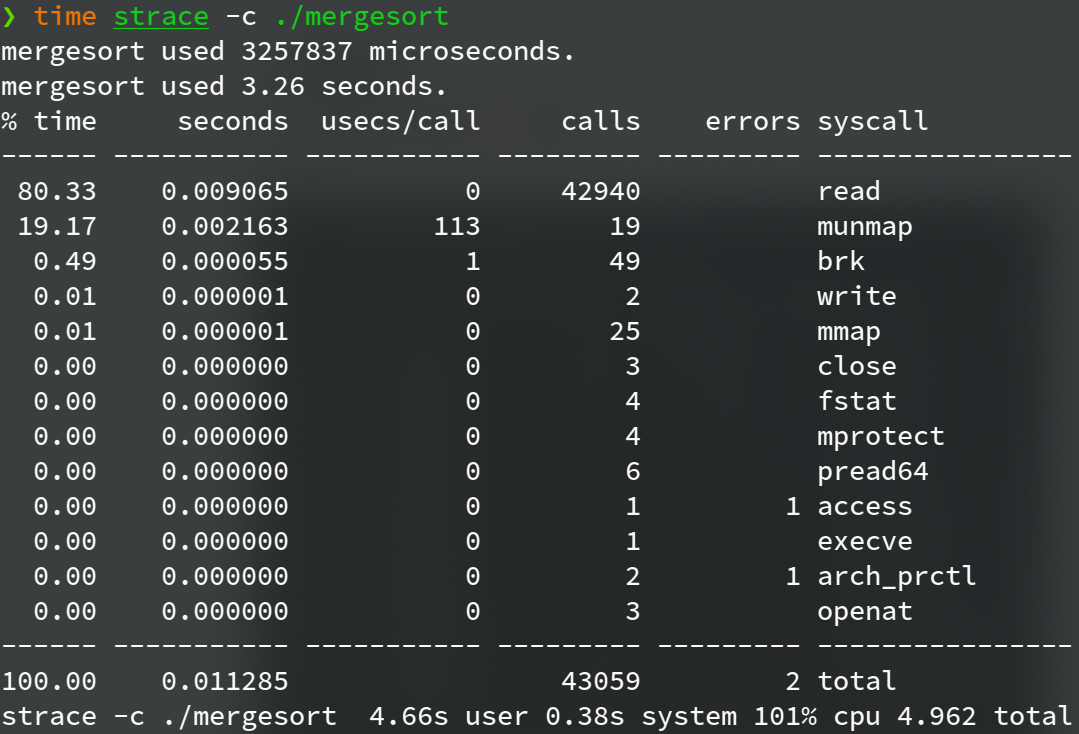 ❯ time strace -c ./mergesort
mergesort used 3257837 microseconds.
mergesort used 3.26 seconds.
% time     seconds  usecs/call     calls    errors syscall
------ ----------- ----------- --------- --------- ----------------
 80.33    0.009065           0     42940           read
 19.17    0.002163         113        19           munmap
  0.49    0.000055           1        49           brk
  0.01    0.000001           0         2           write
  0.01    0.000001           0        25           mmap
  0.00    0.000000           0         3           close
  0.00    0.000000           0         4           fstat
  0.00    0.000000           0         4           mprotect
  0.00    0.000000           0         6           pread64
  0.00    0.000000           0         1         1 access
  0.00    0.000000           0         1           execve
  0.00    0.000000           0         2         1 arch_prctl
  0.00    0.000000           0         3           openat
------ ----------- ----------- --------- --------- ----------------
100.00    0.011285                 43059         2 total
strace -c ./mergesort  4.66s user 0.38s system 101% cpu 4.962 total